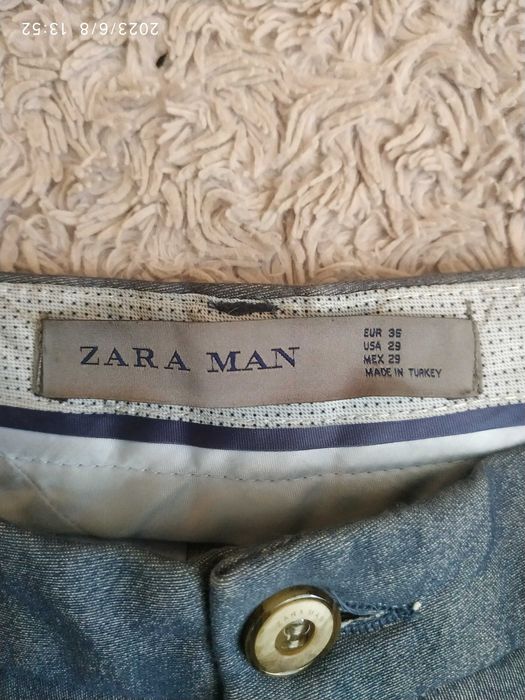 2023/6/8 13:52
ZARA MAN
EUR 36
USA 29
MEX 29
MADE IN TURKEY